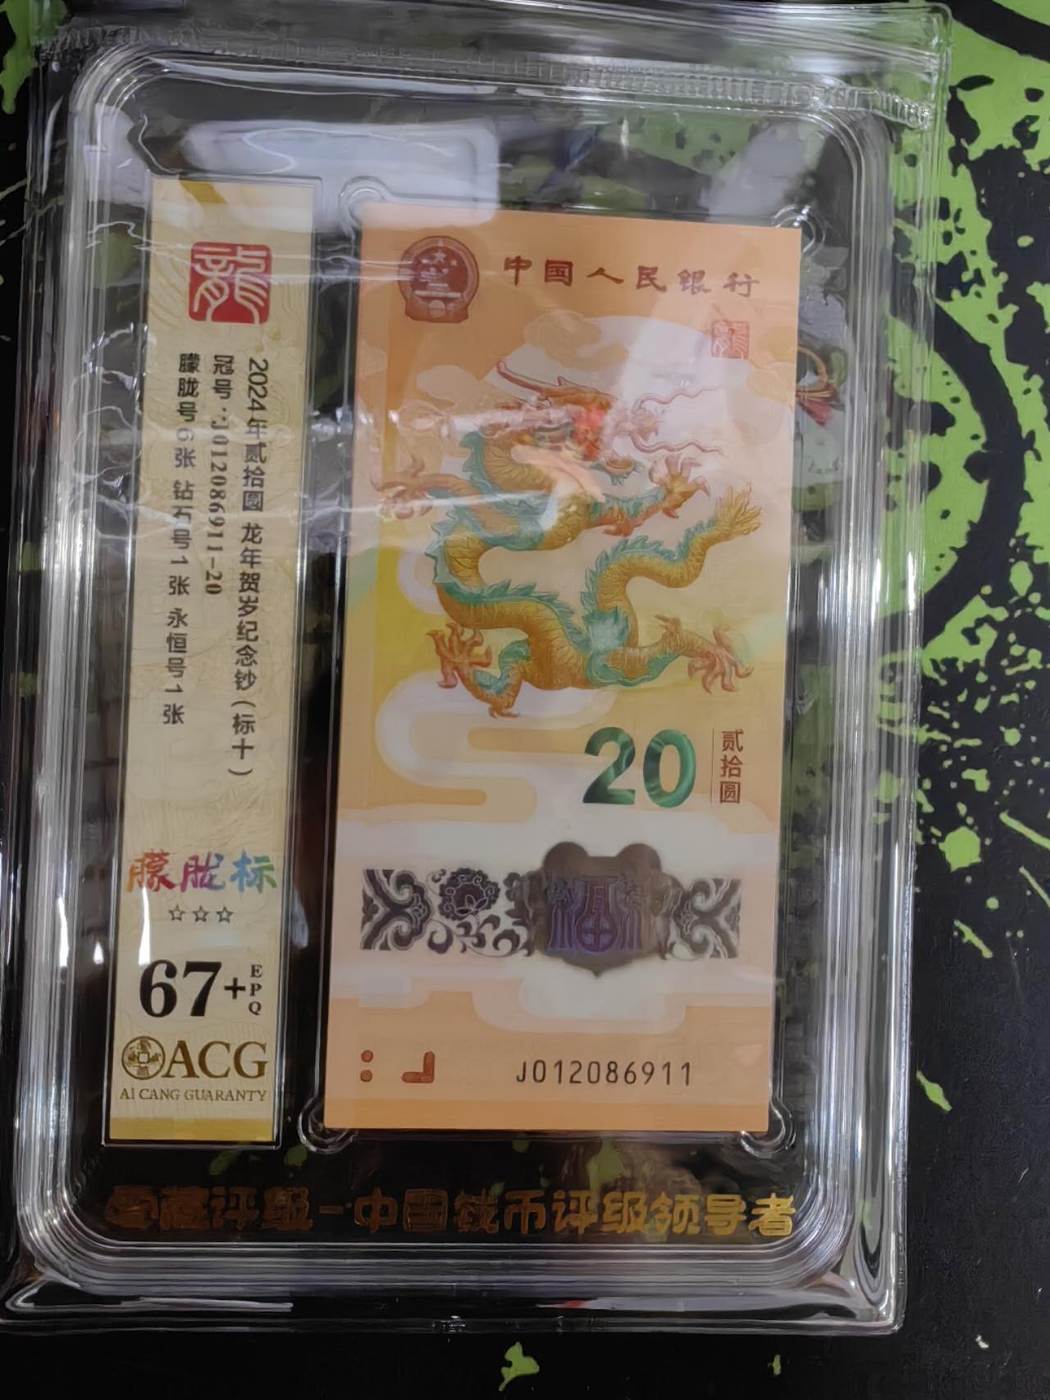 龍
2024年贰拾圆 龙年贺岁纪念钞(标十)
冠号:J012086911-20
朦胧号6张 钻石号1张 永恒号1张
朦胧标
☆☆☆
67+EPQ
ACG
AI CANG GUARANTY
中国人民银行
龍
20 贰拾圆
福
J012086911
藏评级-中国钱币评级领导者